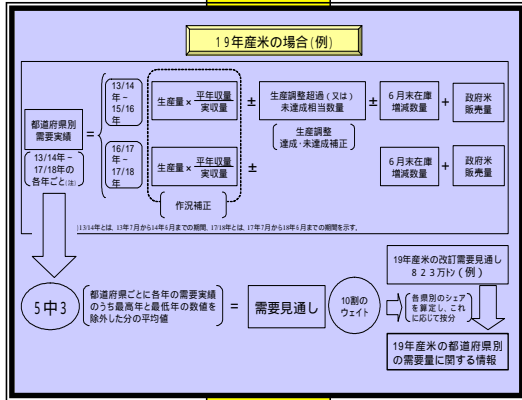 19年産米の場合(例)
都道府県別
需要実績
13/14年−
17/18年の
各年ごと(注)
=
13/14
年−
15/16
年
生産量×平年収量
実収量
±
生産調整超過(又は)
未達成相当数量
±
6月末在庫
増減数量
+
政府米
販売量
生産調整
達成・未達成補正
16/17
年−
17/18
年
生産量×平年収量
実収量
±
6月末在庫
増減数量
+
政府米
販売量
作況補正
13/14年とは、13年7月から14年6月までの期間、17/18年とは、17年7月から18年6月までの期間を示す。
5中3
都道府県ごとに各年の需要実績
のうち最高年と最低年の数値を
除外した分の平均値
=
需要見通し
10割の
ウェイト
19年産米の改訂需要見通し
823万トン(例)
各県別のシェア
を算定し、これ
に応じて按分
19年産米の都道府県別
の需要量に関する情報